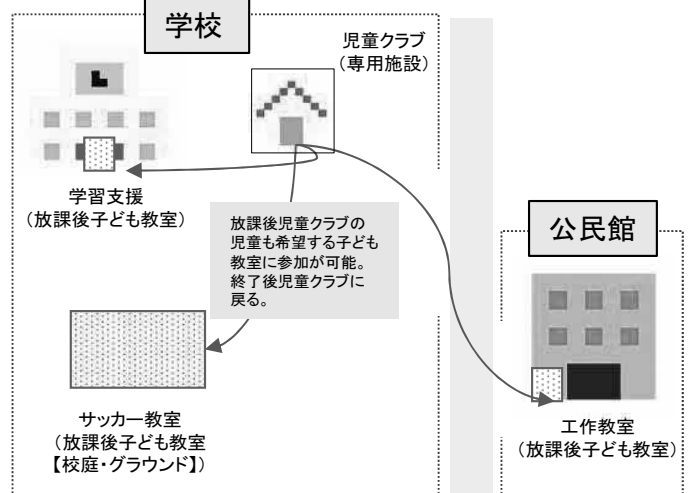 学校
児童クラブ
(専用施設)
学習支援
(放課後子ども教室)
放課後児童クラブの
児童も希望する子ども
教室に参加が可能。
終了後児童クラブに
戻る。
公民館
サッカー教室
(放課後子ども教室
【校庭・グラウンド】)
工作教室
(放課後子ども教室)